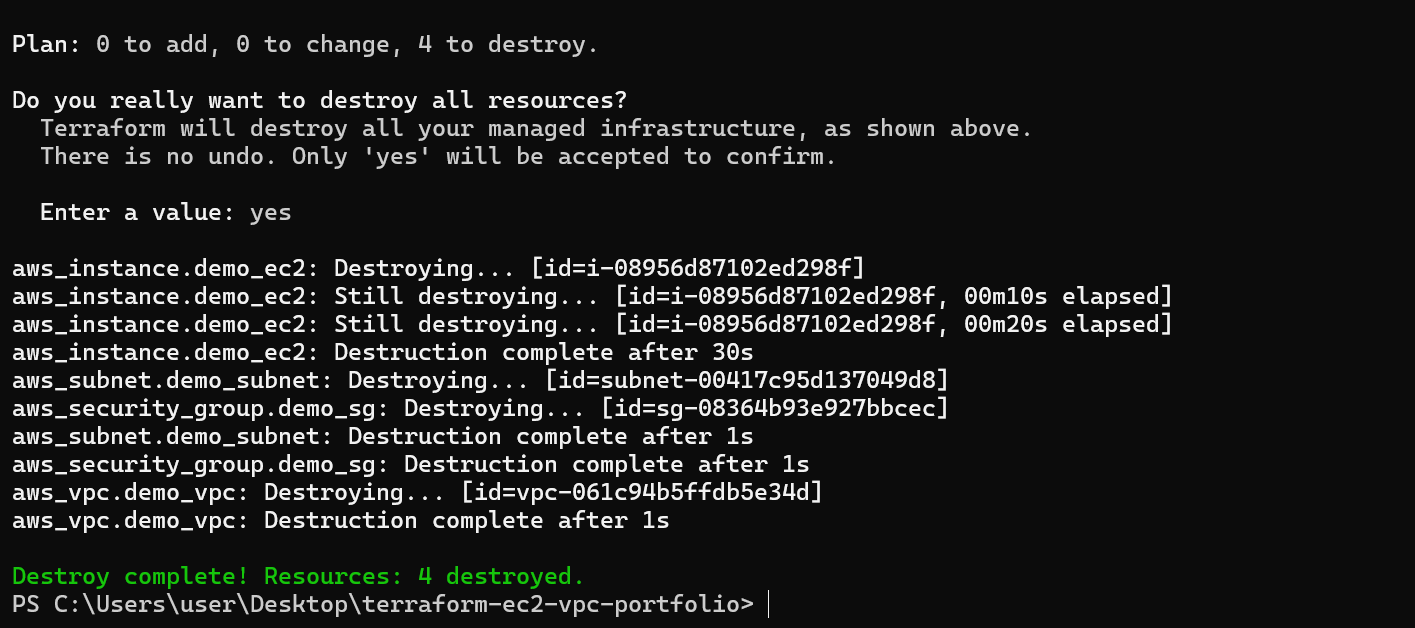 Plan: 0 to add, 0 to change, 4 to destroy.
Do you really want to destroy all resources?
Terraform will destroy all your managed infrastructure, as shown above.
There is no undo. Only 'yes' will be accepted to confirm.
Enter a value: yes
aws_instance.demo_ec2: Destroying... [id=i-08956d87102ed298f]
aws_instance.demo_ec2: Still destroying... [id=i-08956d87102ed298f, 00m10s elapsed]
aws_instance.demo_ec2: Still destroying... [id=i-08956d87102ed298f, 00m20s elapsed]
aws_instance.demo_ec2: Destruction complete after 30s
aws_subnet.demo_subnet: Destroying... [id=subnet-00417c95d137049d8]
aws_security_group.demo_sg: Destroying... [id=sg-08364b93e927bbcec]
aws_subnet.demo_subnet: Destruction complete after 1s
aws_security_group.demo_sg: Destruction complete after 1s
aws_vpc.demo_vpc: Destroying... [id=vpc-061c94b5ffdb5e34d]
aws_vpc.demo_vpc: Destruction complete after 1s
Destroy complete! Resources: 4 destroyed.
PS C:\Users\user\Desktop\terraform-ec2-vpc-portfolio>